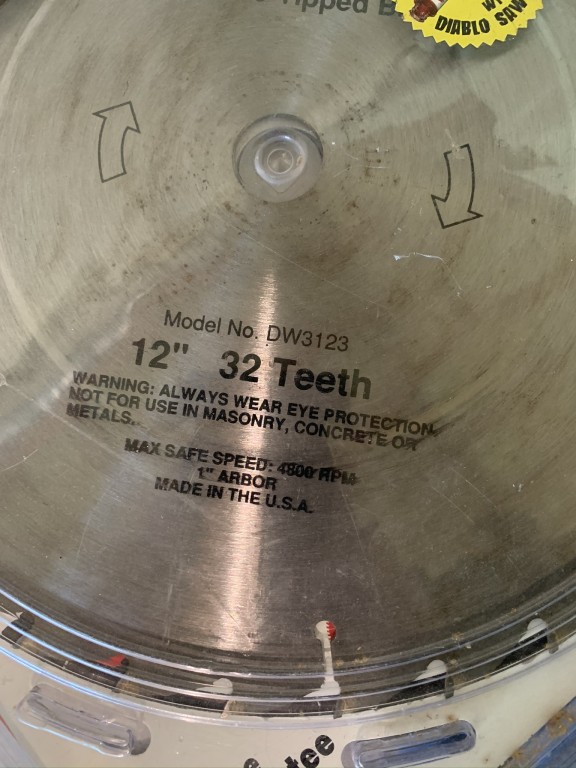 Tipped
DIABLO SAW
Model No. DW3123
12" 32 Teeth
WARNING: ALWAYS WEAR EYE PROTECTION.
NOT FOR USE IN MASONRY, CONCRETE OR
METALS.
MAX SAFE SPEED: 4800 RPM
1" ARBOR
MADE IN THE U.S.A.